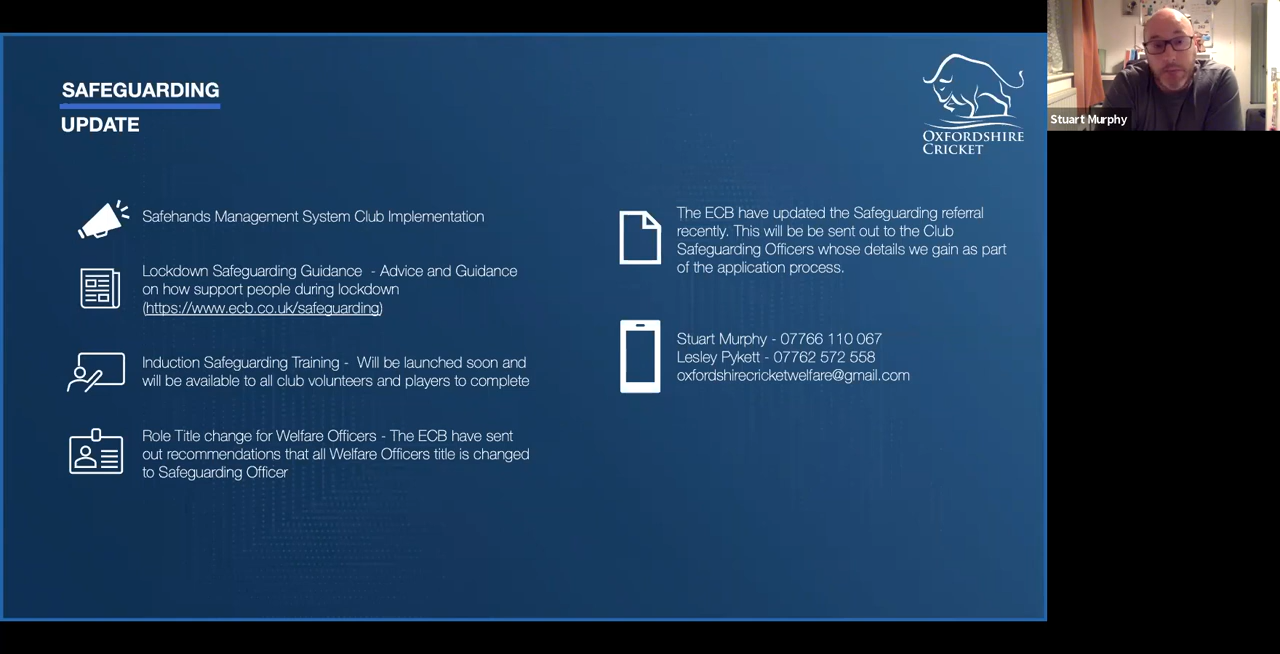 SAFEGUARDING
UPDATE
OXFORDSHIRE
CRICKET
Safehands Management System Club Implementation
Lockdown Safeguarding Guidance - Advice and Guidance
on how support people during lockdown
(https://www.ecb.co.uk/safeguarding)
Induction Safeguarding Training - Will be launched soon and
will be available to all club volunteers and players to complete
Role Title change for Welfare Officers - The ECB have sent
out recommendations that all Welfare Officers title is changed
to Safeguarding Officer
The ECB have updated the Safeguarding referral
recently. This will be be sent out to the Club
Safeguarding Officers whose details we gain as part
of the application process.
Stuart Murphy - 07766 110 067
Lesley Pykett - 07762 572 558
oxfordshirecricketwelfare@gmail.com
Stuart Murphy